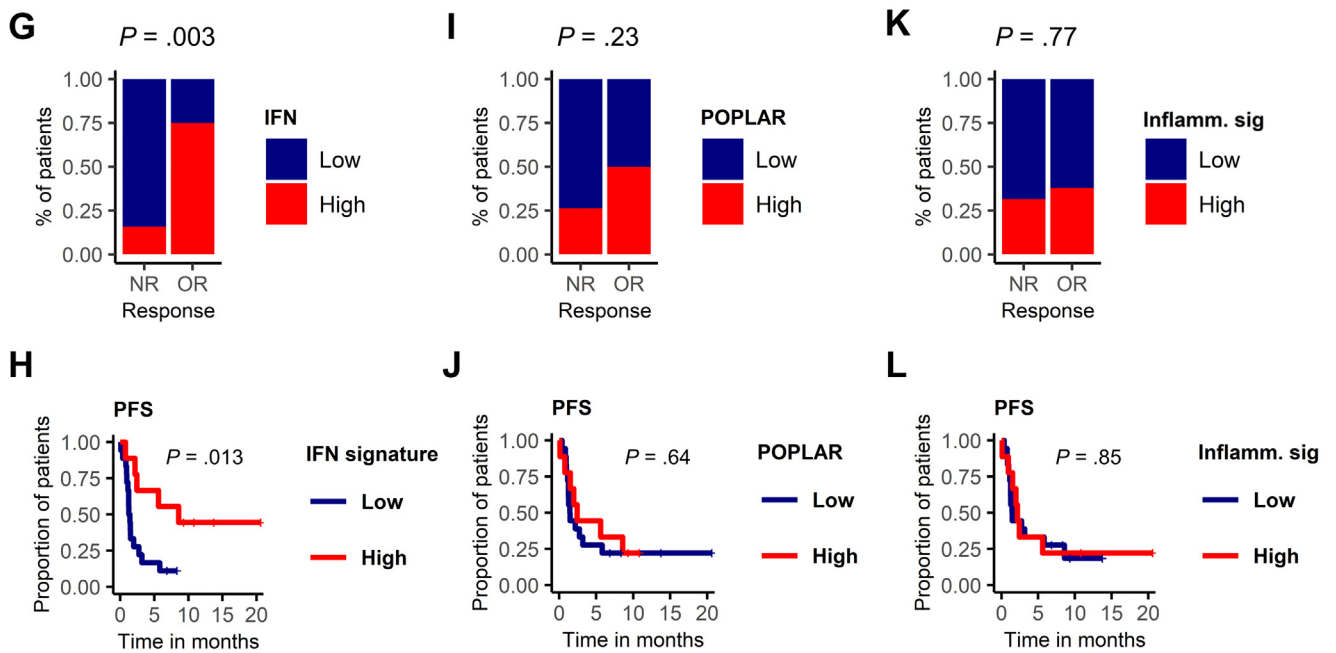 G
P = .003
1.00
0.75
0.50
0.25
0.00
% of patients
NR OR
Response
IFN
Low
High
I
P = .23
1.00
0.75
0.50
0.25
0.00
% of patients
NR OR
Response
POPLAR
Low
High
K
P = .77
1.00
0.75
0.50
0.25
0.00
% of patients
NR OR
Response
Inflamm. sig
Low
High
H
PFS
P = .013
1.00
0.75
0.50
0.25
0.00
Proportion of patients
0 5 10 15 20
Time in months
IFN signature
Low
High
J
PFS
P = .64
1.00
0.75
0.50
0.25
0.00
Proportion of patients
0 5 10 15 20
Time in months
POPLAR
Low
High
L
PFS
P = .85
1.00
0.75
0.50
0.25
0.00
Proportion of patients
0 5 10 15 20
Time in months
Inflamm. sig
Low
High